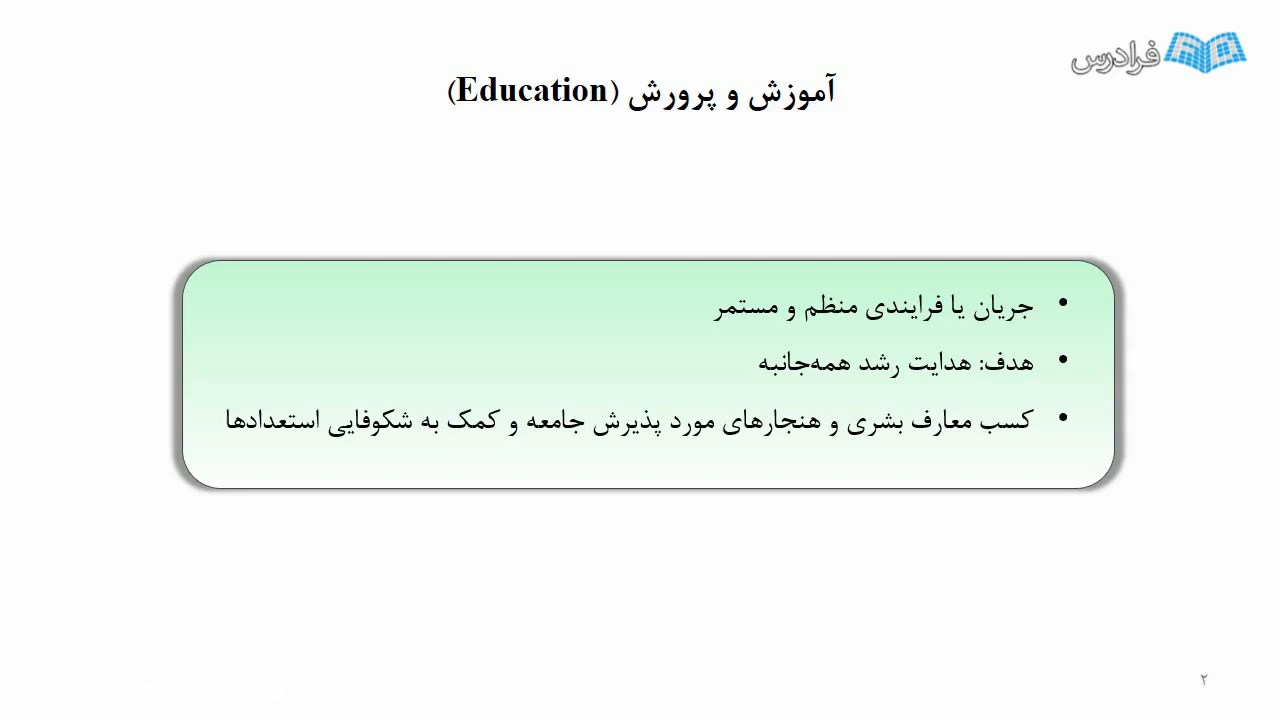 فرادرس
آموزش و پرورش (Education)
• جریان یا فرایندی منظم و مستمر
• هدف: هدایت رشد همه‌جانبه
• کسب معارف بشری و هنجارهای مورد پذیرش جامعه و کمک به شکوفایی استعدادها
۲